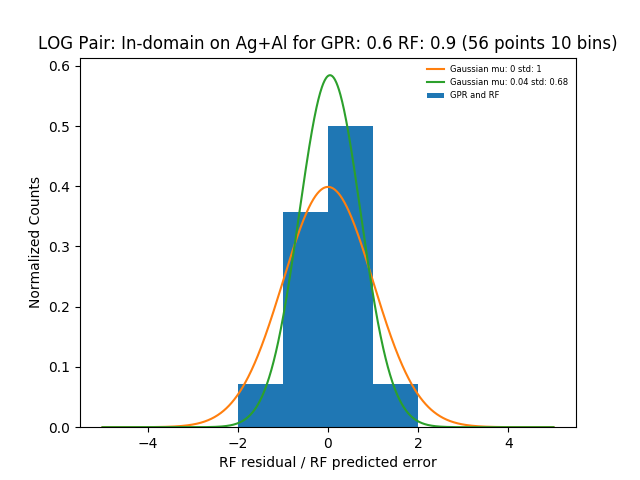 LOG Pair: In-domain on Ag+Al for GPR: 0.6 RF: 0.9 (56 points 10 bins)
Gaussian mu: 0 std: 1
Gaussian mu: 0.04 std: 0.68
GPR and RF
Normalized Counts
0.6
0.5
0.4
0.3
0.2
0.1
0.0
−4
−2
0
2
4
RF residual / RF predicted error